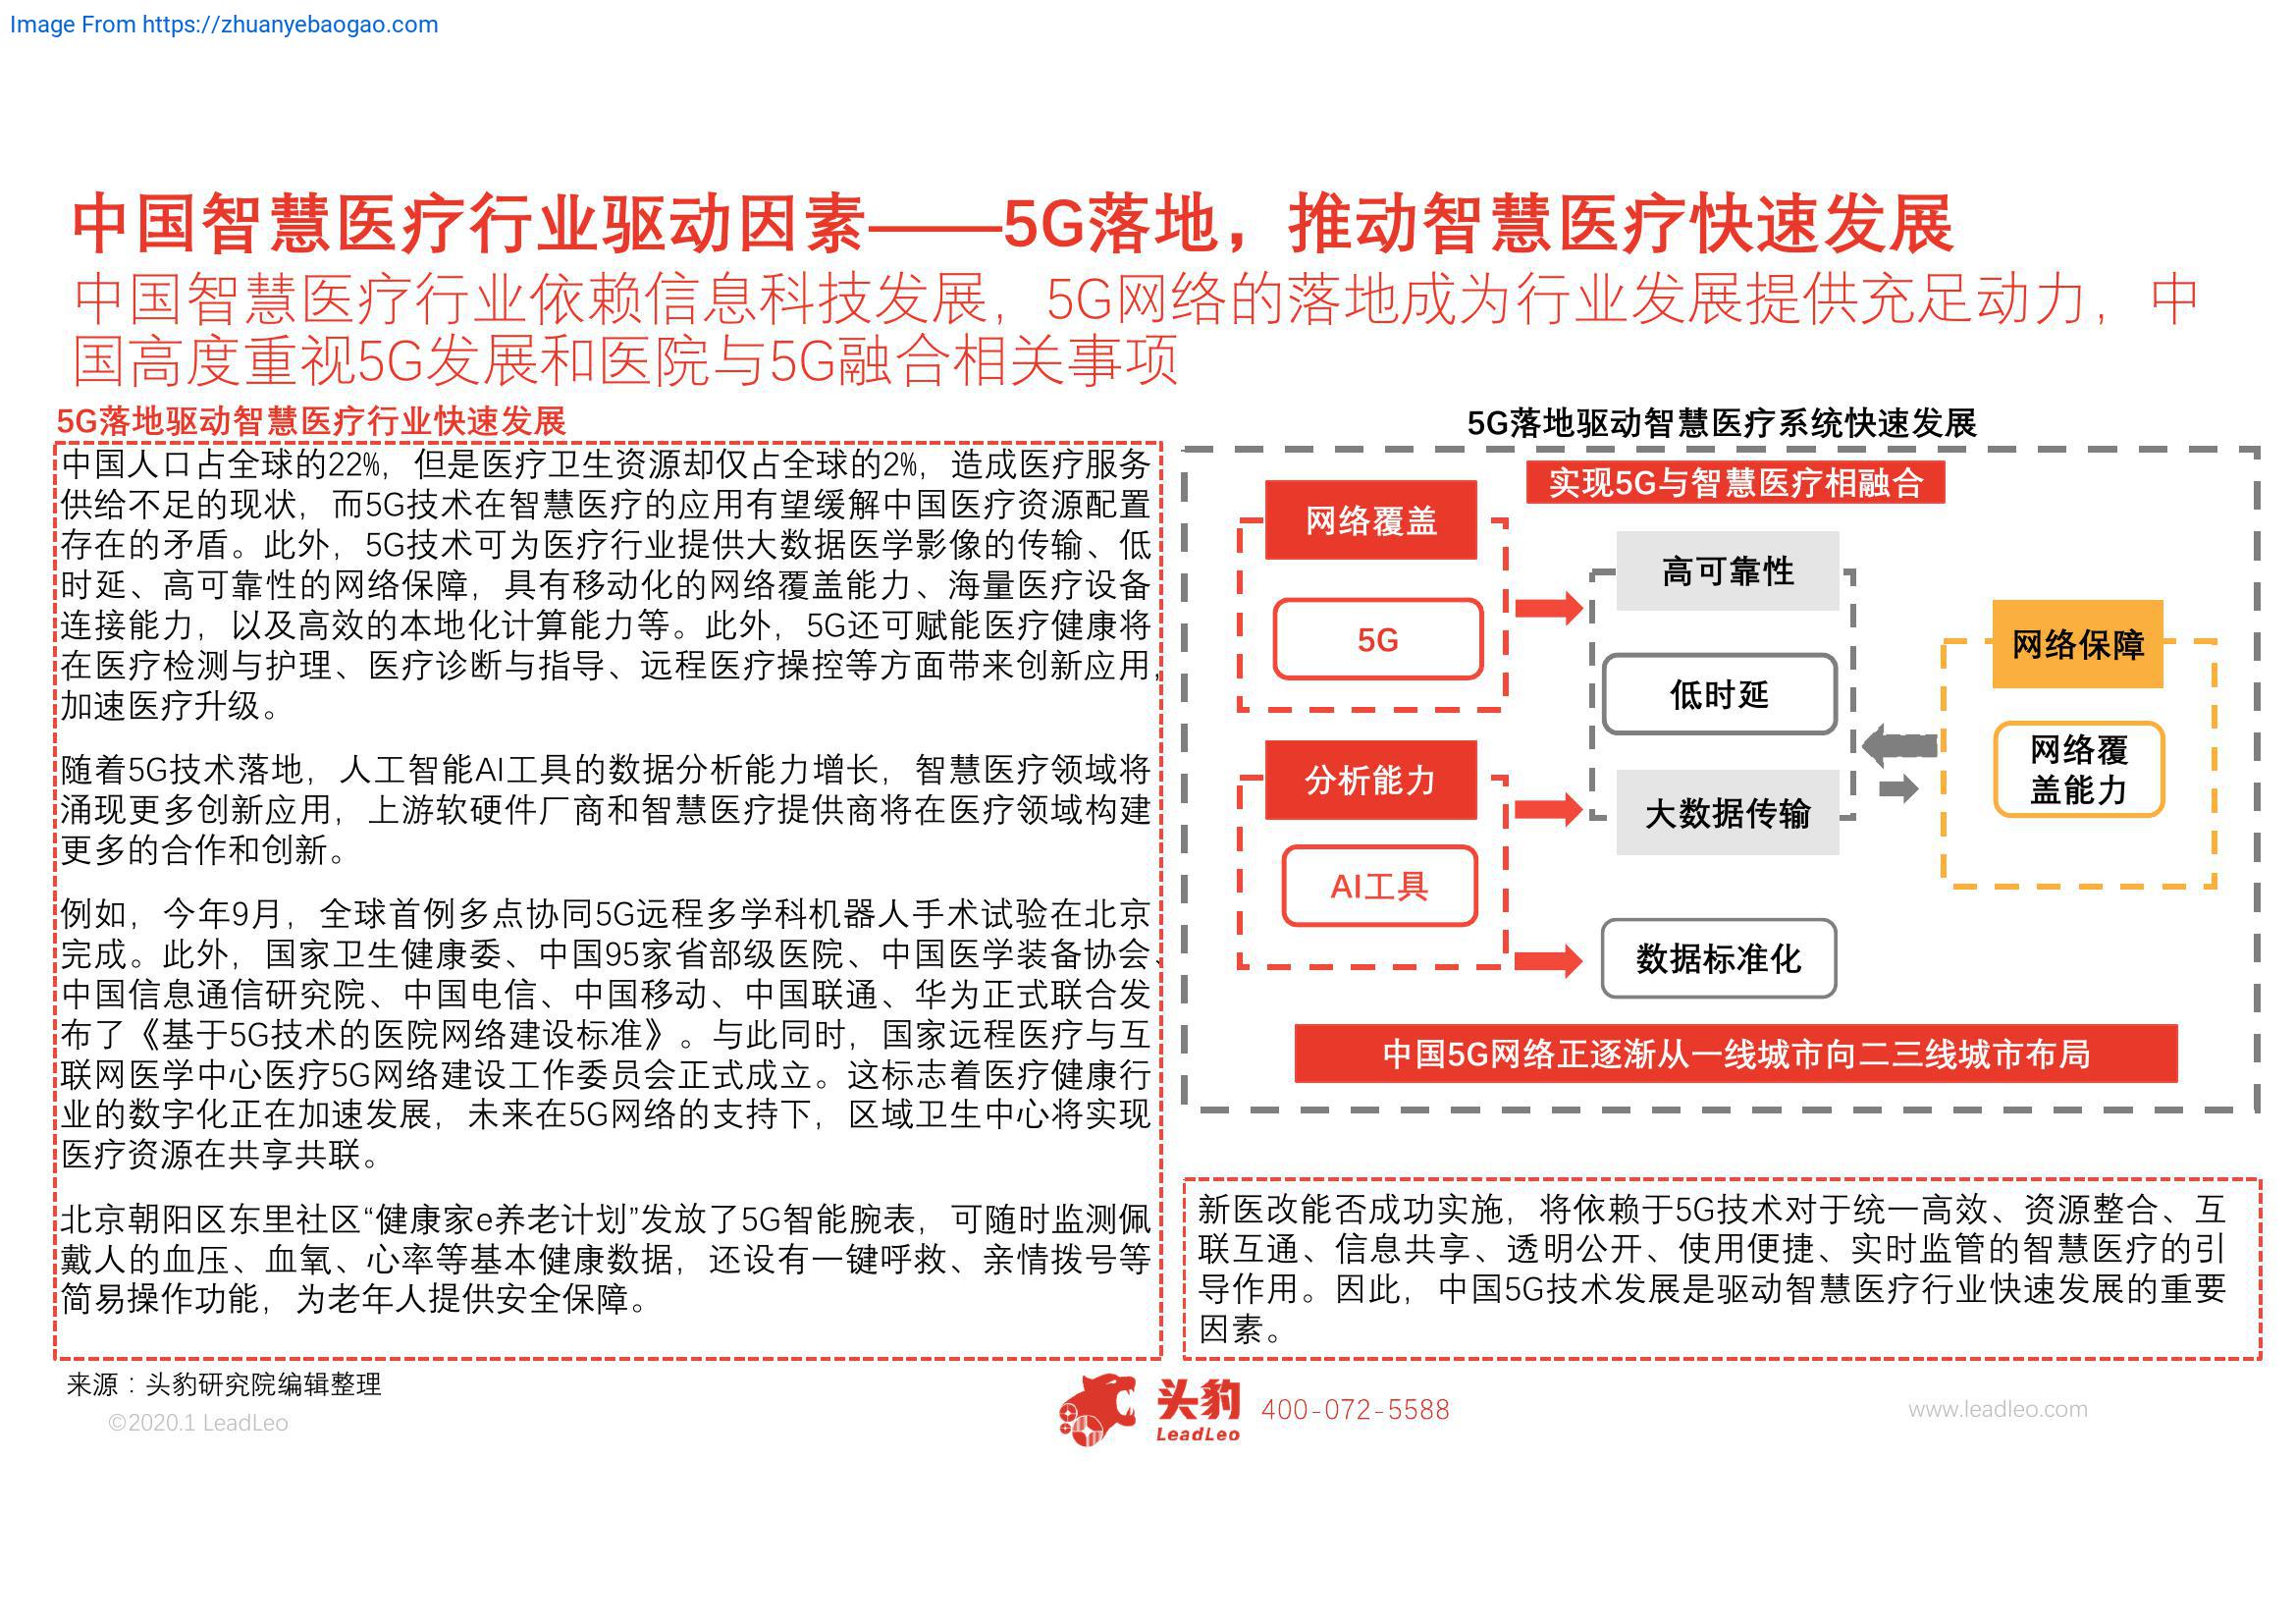 Image From https://zhuanyebaogao.com
中国智慧医疗行业驱动因素——5G落地，推动智慧医疗快速发展
中国智慧医疗行业依赖信息科技发展，5G网络的落地成为行业发展提供充足动力，中
国高度重视5G发展和医院与5G融合相关事项
5G落地驱动智慧医疗行业快速发展
中国人口占全球的22%，但是医疗卫生资源却仅占全球的2%，造成医疗服务
供给不足的现状，而5G技术在智慧医疗的应用有望缓解中国医疗资源配置
存在的矛盾。此外，5G技术可为医疗行业提供大数据医学影像的传输、低
时延、高可靠性的网络保障，具有移动化的网络覆盖能力、海量医疗设备
连接能力，以及高效的本地化计算能力等。此外，5G还可赋能医疗健康将
在医疗检测与护理、医疗诊断与指导、远程医疗操控等方面带来创新应用，
加速医疗升级。
随着5G技术落地，人工智能AI工具的数据分析能力增长，智慧医疗领域将
涌现更多创新应用，上游软硬件厂商和智慧医疗提供商将在医疗领域构建
更多的合作和创新。
例如，今年9月，全球首例多点协同5G远程多学科机器人手术试验在北京
完成。此外，国家卫生健康委、中国95家省部级医院、中国医学装备协会、
中国信息通信研究院、中国电信、中国移动、中国联通、华为正式联合发
布了《基于5G技术的医院网络建设标准》。与此同时，国家远程医疗与互
联网医学中心医疗5G网络建设工作委员会正式成立。这标志着医疗健康行
业的数字化正在加速发展，未来在5G网络的支持下，区域卫生中心将实现
医疗资源在共享共联。
北京朝阳区东里社区“健康家e养老计划”发放了5G智能腕表，可随时监测佩
戴人的血压、血氧、心率等基本健康数据，还设有一键呼救、亲情拨号等
简易操作功能，为老年人提供安全保障。
5G落地驱动智慧医疗系统快速发展
实现5G与智慧医疗相融合
网络覆盖
5G
分析能力
AI工具
高可靠性
低时延
大数据传输
数据标准化
网络保障
网络覆
盖能力
中国5G网络正逐渐从一线城市向二三线城市布局
新医改能否成功实施，将依赖于5G技术对于统一高效、资源整合、互
联互通、信息共享、透明公开、使用便捷、实时监管的智慧医疗的引
导作用。因此，中国5G技术发展是驱动智慧医疗行业快速发展的重要
因素。
来源：头豹研究院编辑整理
©2020.1 LeadLeo
头豹
LeadLeo
400-072-5588
www.leadleo.com